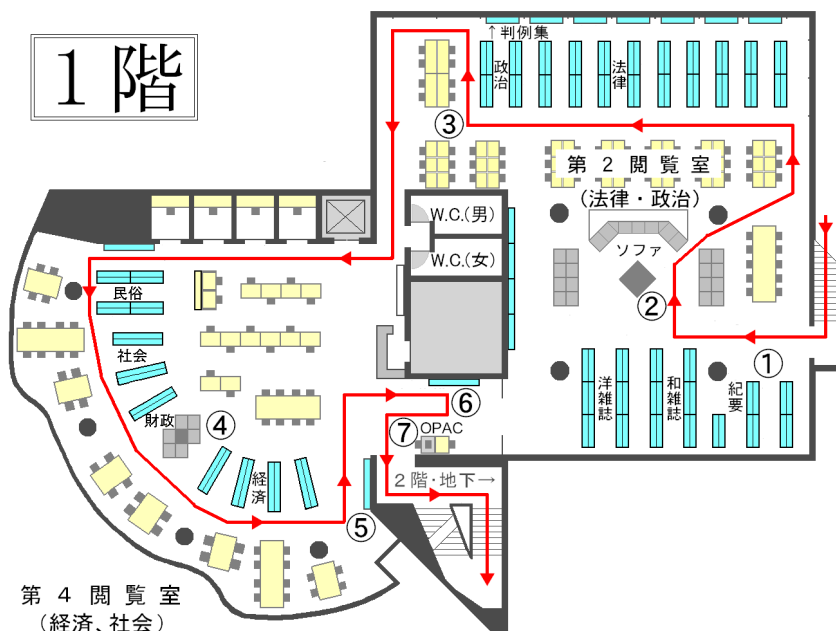 1階
↑判例集
政治
法律
③
第2閲覧室
(法律・政治)
W.C.(男)
W.C.(女)
ソファ
②
民俗
社会
財政
④
経済
①
洋雑誌
和雑誌
紀要
⑥
⑦
OPAC
2階・地下→
⑤
第4閲覧室
(経済、社会)